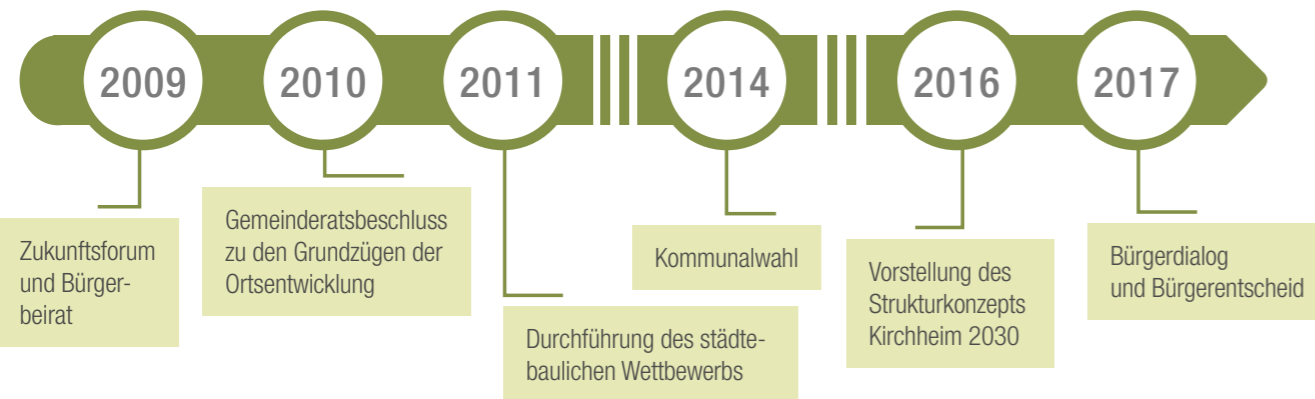 2009
2010
2011
2014
2016
2017
Zukunftsforum
und Bürger-
beirat
Gemeinderatsbeschluss
zu den Grundzügen der
Ortsentwicklung
Durchführung des städte-
baulichen Wettbewerbs
Kommunalwahl
Vorstellung des
Strukturkonzepts
Kirchheim 2030
Bürgerdialog
und Bürgerentscheid